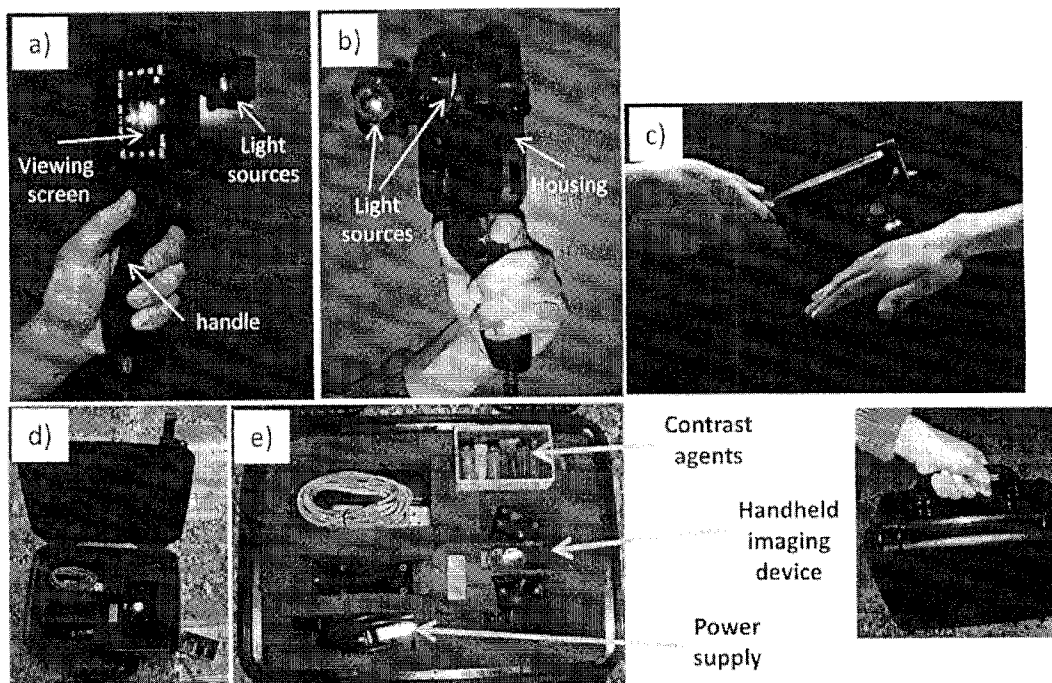 a)
Viewing
screen
Light
sources
handle
b)
Light
sources
Housing
c)
d)
e)
Contrast
agents
Handheld
imaging
device
Power
supply